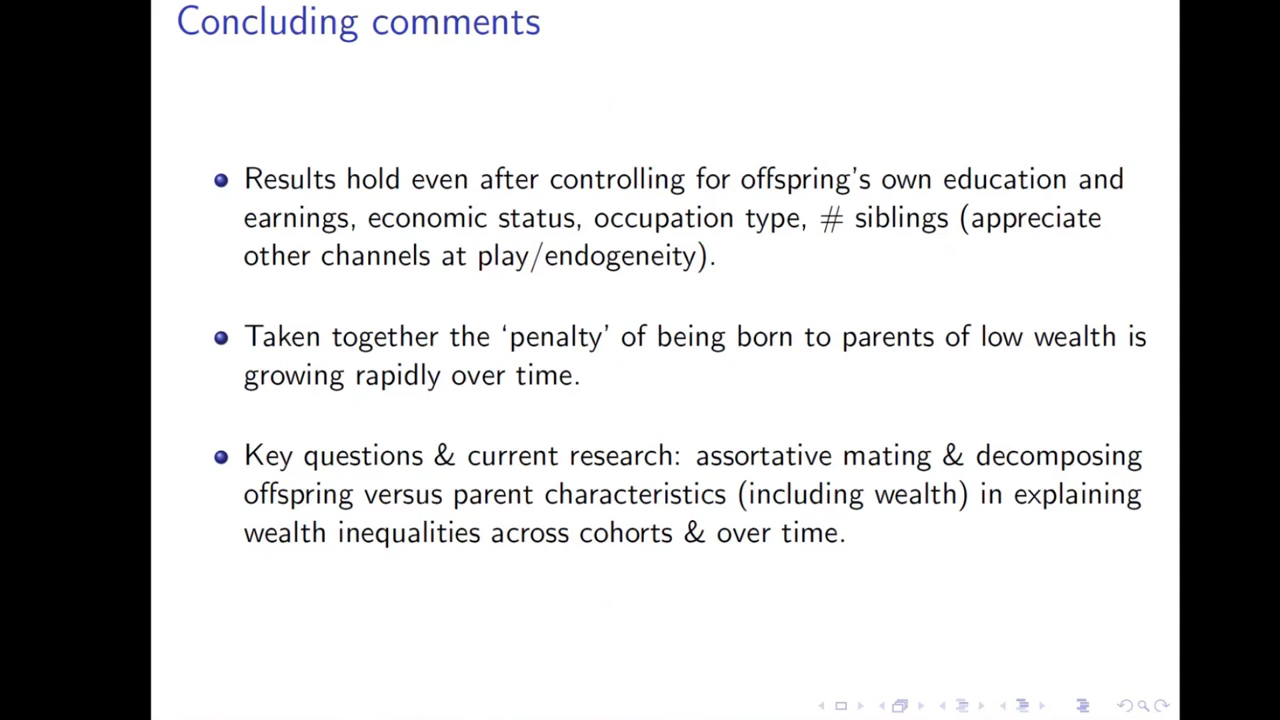 Concluding comments
Results hold even after controlling for offspring's own education and
earnings, economic status, occupation type, # siblings (appreciate
other channels at play/endogeneity).
Taken together the ‘penalty’ of being born to parents of low wealth is
growing rapidly over time.
Key questions & current research: assortative mating & decomposing
offspring versus parent characteristics (including wealth) in explaining
wealth inequalities across cohorts & over time.